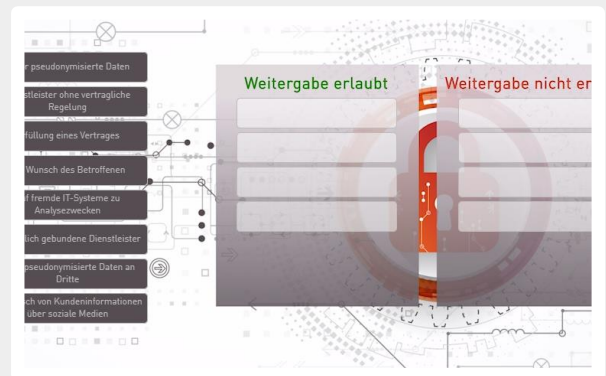 r pseudonymisierte Daten
stleister ohne vertragliche
Regelung
füllung eines Vertrages
Wunsch des Betroffenen
f fremde IT-Systeme zu
Analysezwecken
lich gebundene Dienstleister
pseudonymisierte Daten an
Dritte
ch von Kundeninformationen
über soziale Medien
Weitergabe erlaubt
Weitergabe nicht er